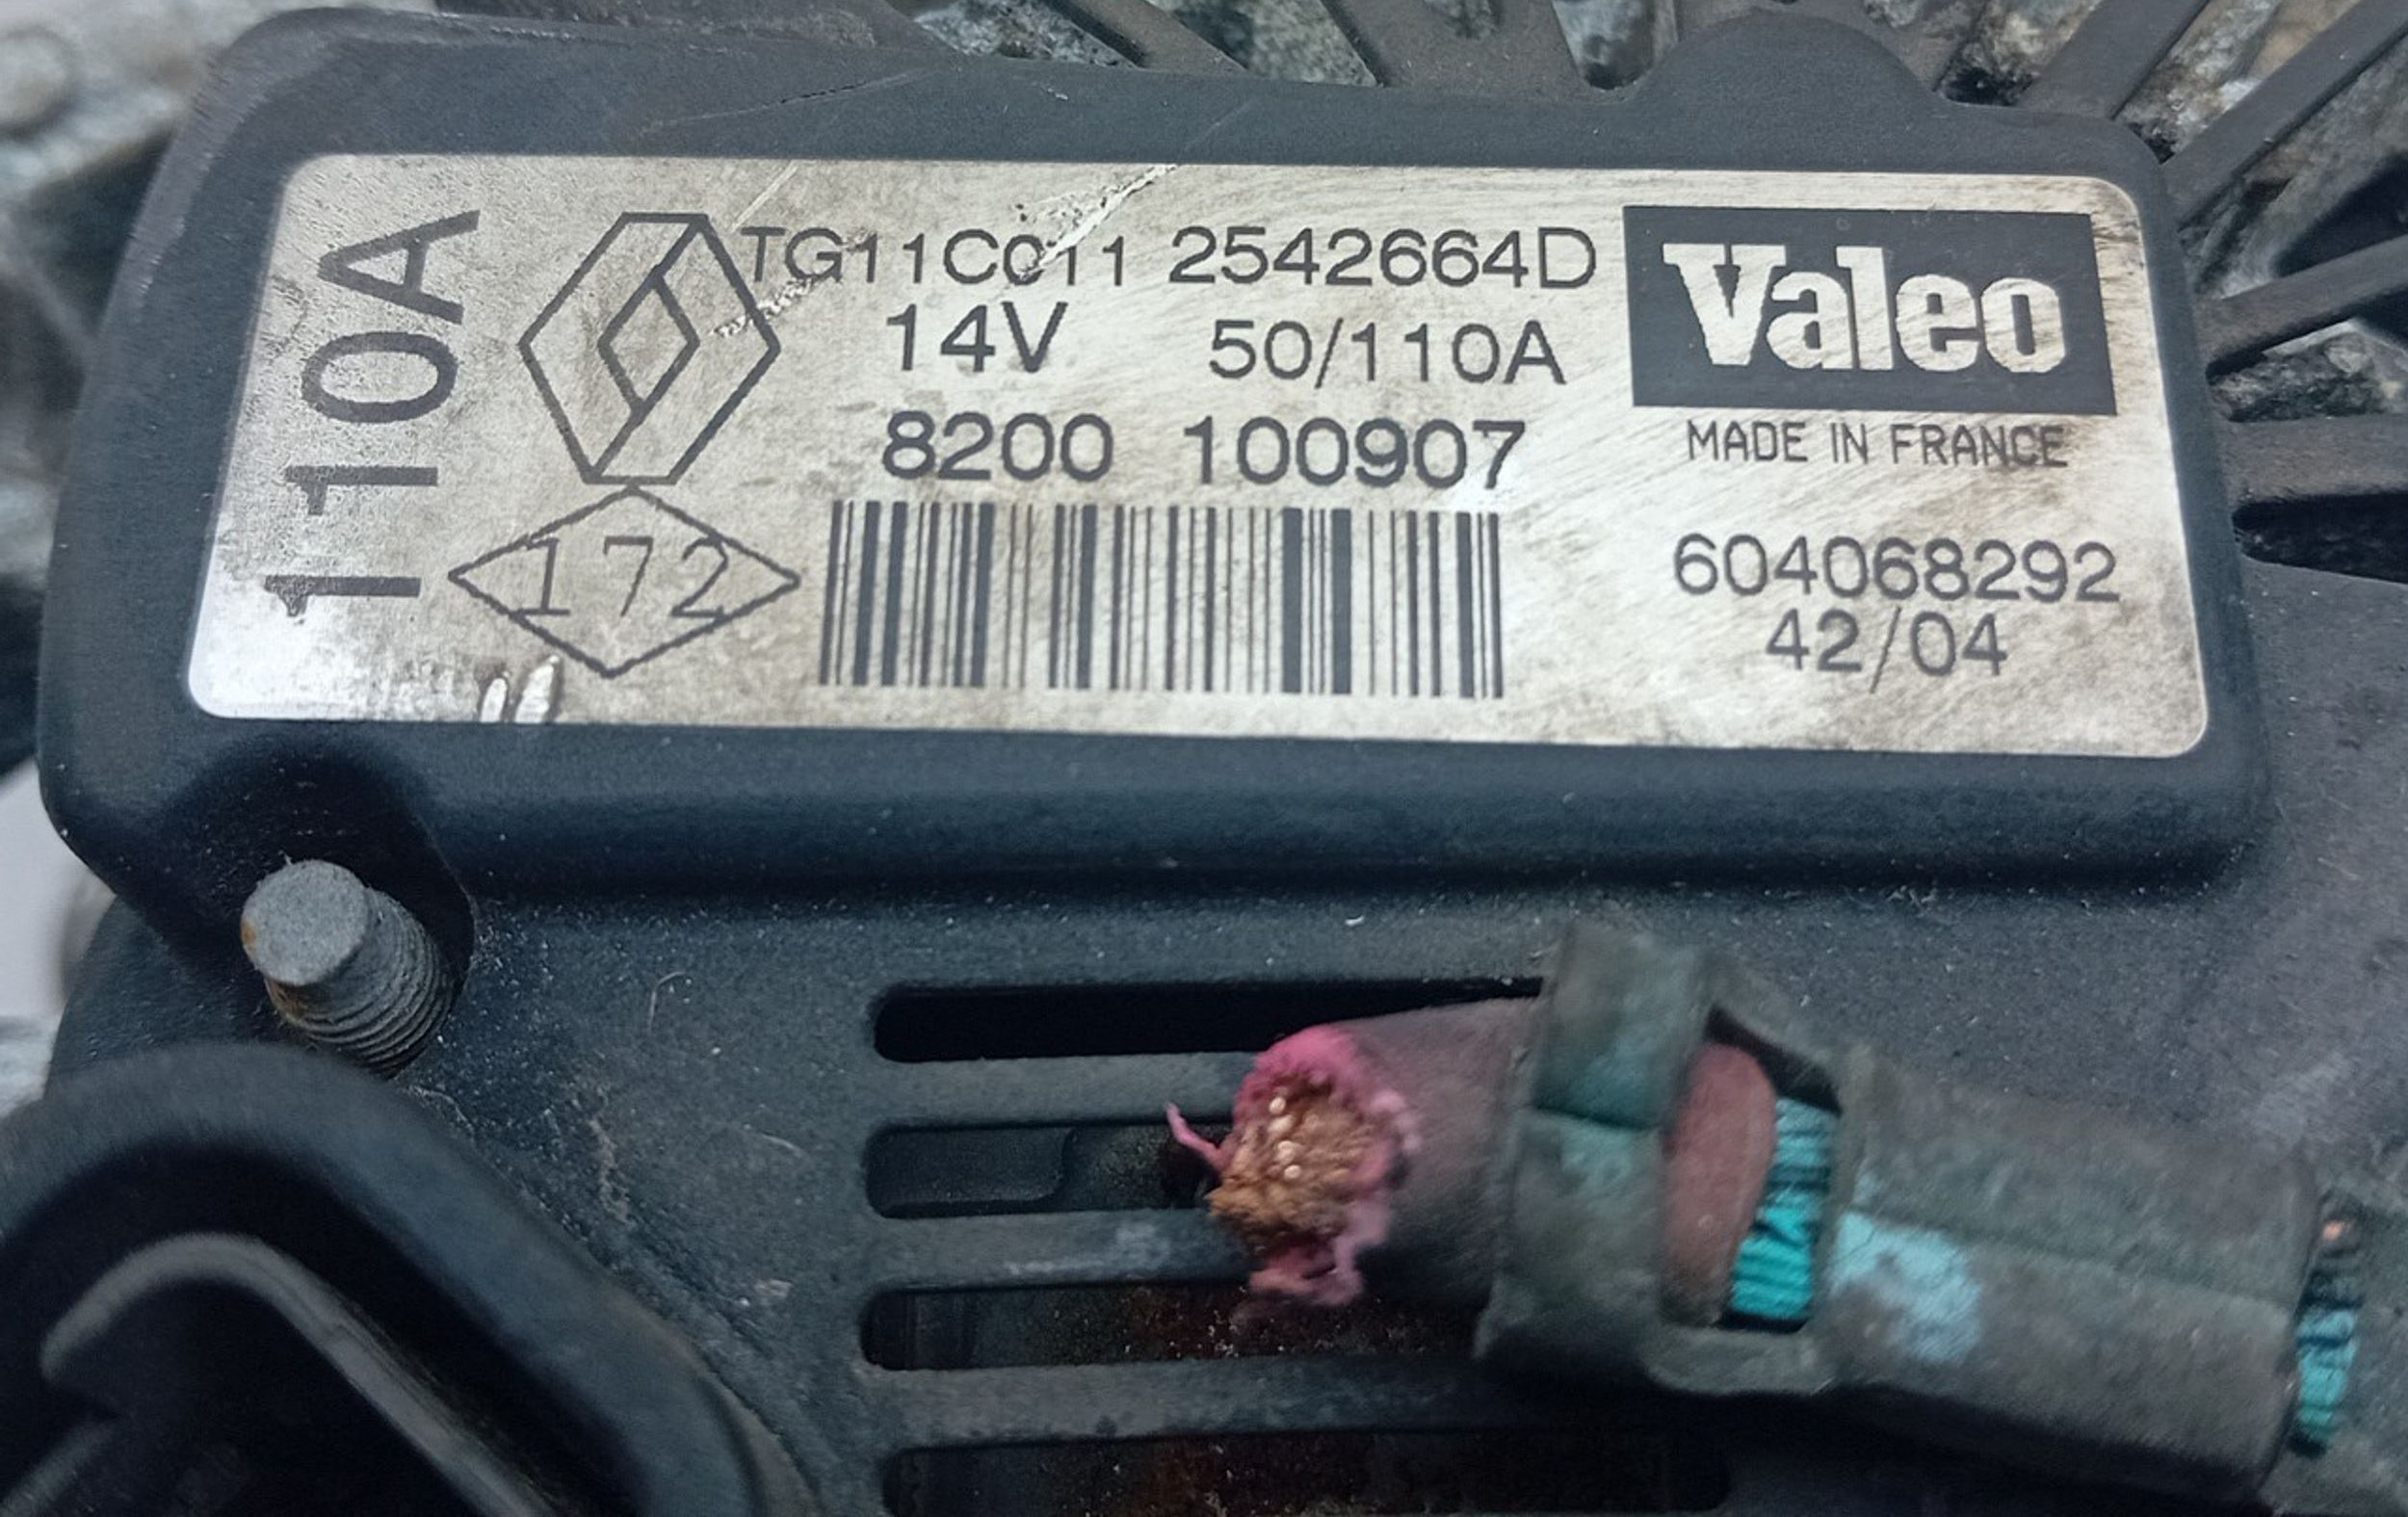 110A
TG11C011 2542664D
14V 50/110A
8200 100907
172
Valeo
MADE IN FRANCE
604068292
42/04